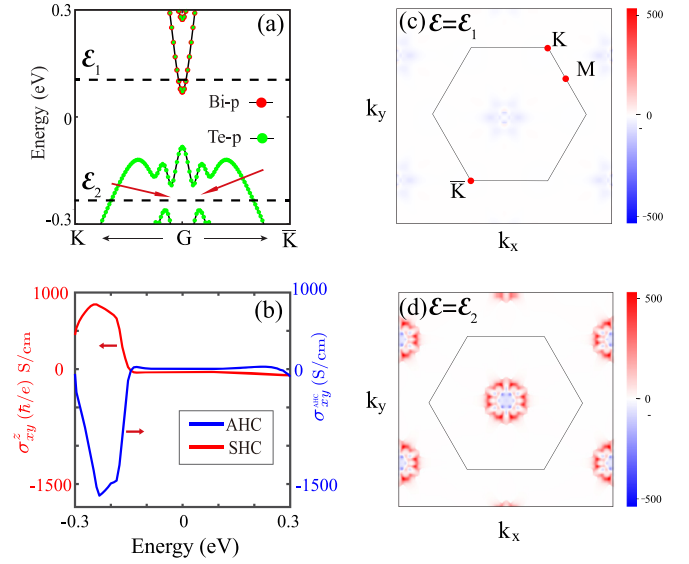 0.3
(a)
ℰ1
Energy (eV)
Bi-p
0
Te-p
ℰ2
-0.3
K
G
K̅
(c) ℰ=ℰ1
K
M
ky
K̅
kx
500
0
-500
(b)
1000
1000
0
0
σ^z_xy (ℏ/e) S/cm
σ^AHC_xy (S/cm)
AHC
SHC
-1500
-1500
-0.3
0
0.3
Energy (eV)
(d) ℰ=ℰ2
ky
kx
500
0
-500